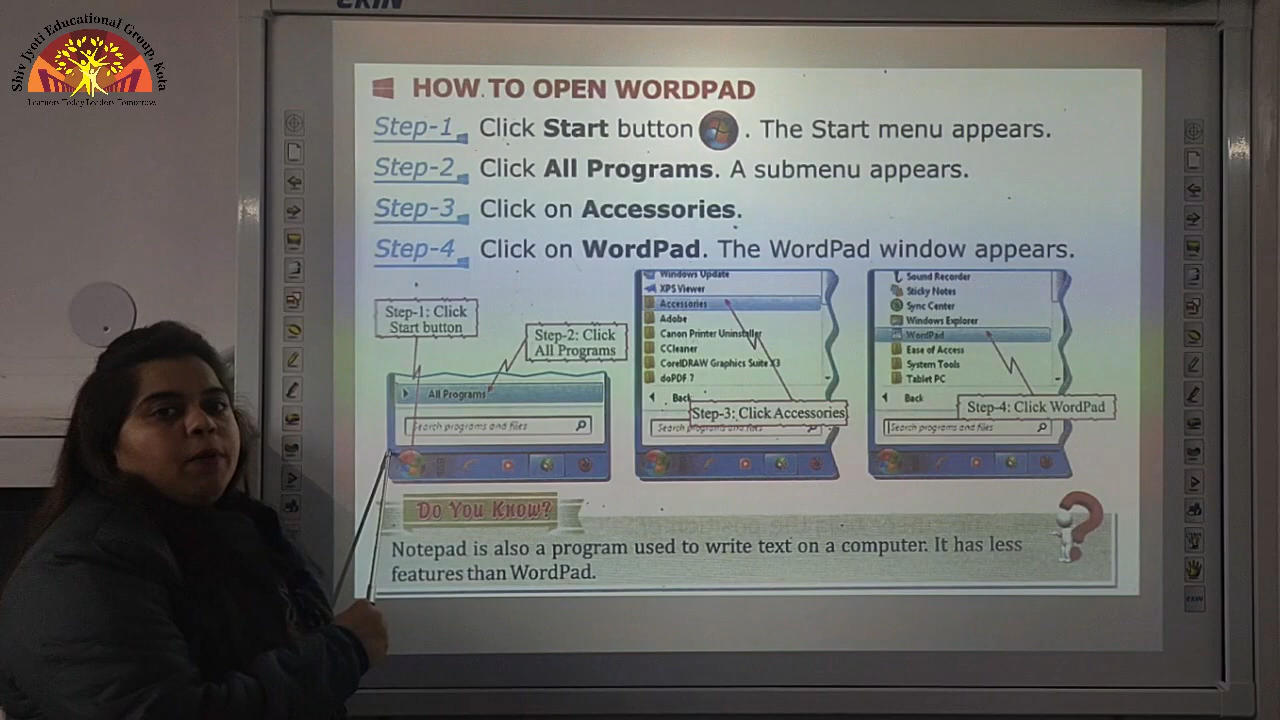 EKIN
Shiv Jyoti Educational Group, Kota
Learners Today Leaders Tomorrow
HOW TO OPEN WORDPAD
Step-1 Click Start button . The Start menu appears.
Step-2 Click All Programs. A submenu appears.
Step-3 Click on Accessories.
Step-4 Click on WordPad. The WordPad window appears.
Step-1: Click
Start button
Step-2: Click
All Programs
All Programs
Search programs and files
Windows Update
XPS Viewer
Accessories
Adobe
Canon Printer Uninstaller
CCleaner
CorelDRAW Graphics Suite X3
doPDF 7
Back
Step-3: Click Accessories
Search programs and files
Sound Recorder
Sticky Notes
Sync Center
Windows Explorer
WordPad
Ease of Access
System Tools
Tablet PC
Back
Step-4: Click WordPad
Search programs and files
Do You Know?
Notepad is also a program used to write text on a computer. It has less
features than WordPad.
EKIN